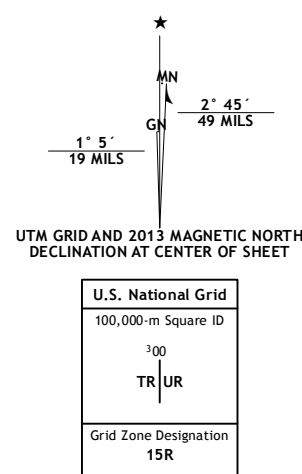 ★
MN
GN
2° 45´
49 MILS
1° 5´
19 MILS
UTM GRID AND 2013 MAGNETIC NORTH
DECLINATION AT CENTER OF SHEET
U.S. National Grid
100,000-m Square ID
³00
TR UR
Grid Zone Designation
15R